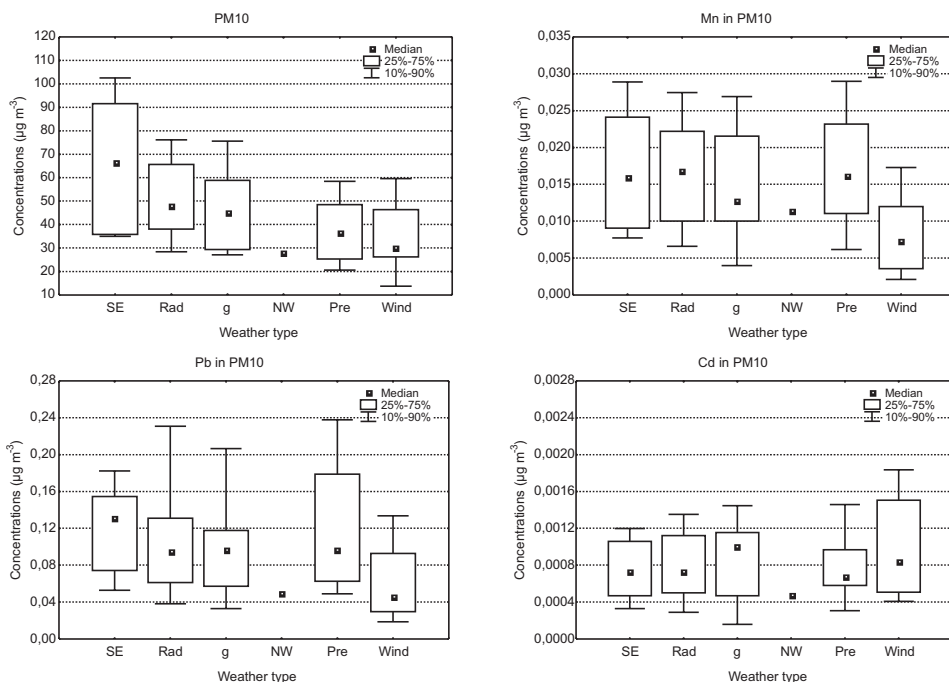 PM10
Concentrations (µg m⁻³)
120
110
100
90
80
70
60
50
40
30
20
10
Median
25%-75%
10%-90%
SE Rad g NW Pre Wind
Weather type
Mn in PM10
Concentrations (µg m⁻³)
0,035
0,030
0,025
0,020
0,015
0,010
0,005
0,000
Median
25%-75%
10%-90%
SE Rad g NW Pre Wind
Weather type
Pb in PM10
Concentrations (µg m⁻³)
0,28
0,24
0,20
0,16
0,12
0,08
0,04
0,00
Median
25%-75%
10%-90%
SE Rad g NW Pre Wind
Weather type
Cd in PM10
Concentrations (µg m⁻³)
0,0028
0,0024
0,0020
0,0016
0,0012
0,0008
0,0004
0,0000
Median
25%-75%
10%-90%
SE Rad g NW Pre Wind
Weather type